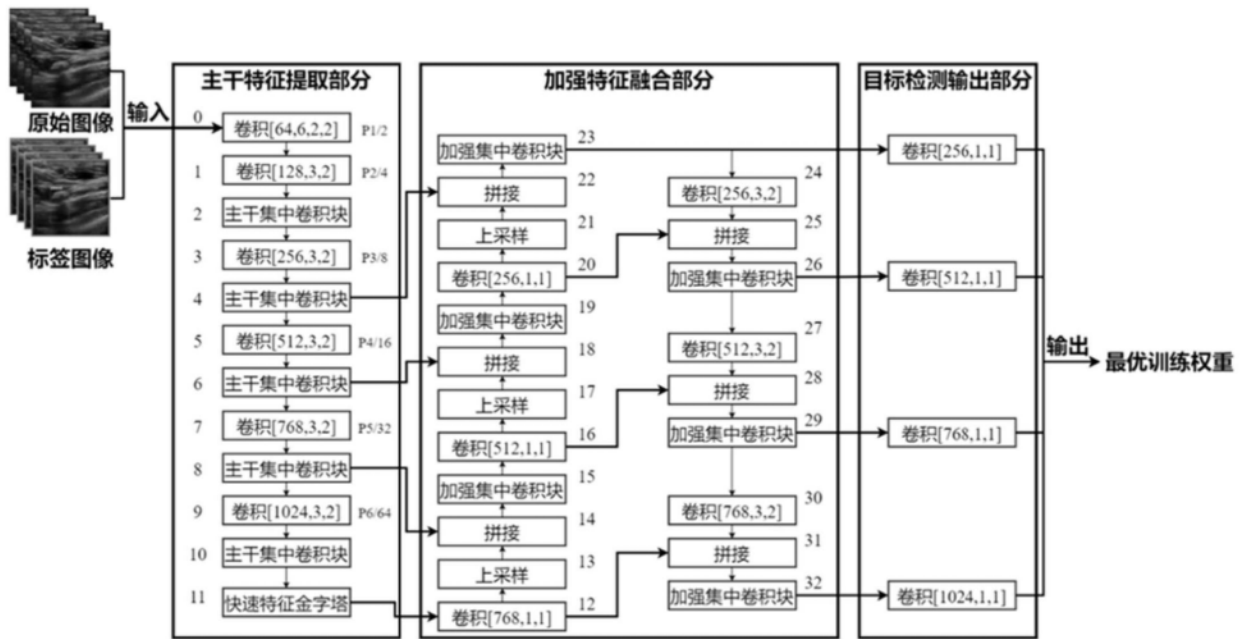 原始图像
标签图像
输入
主干特征提取部分
0
卷积[64,6,2,2]
P1/2
1
卷积[128,3,2]
P2/4
2
主干集中卷积块
3
卷积[256,3,2]
P3/8
4
主干集中卷积块
5
卷积[512,3,2]
P4/16
6
主干集中卷积块
7
卷积[768,3,2]
P5/32
8
主干集中卷积块
9
卷积[1024,3,2]
P6/64
10
主干集中卷积块
11
快速特征金字塔
加强特征融合部分
加强集中卷积块
23
拼接
22
上采样
21
卷积[256,1,1]
20
加强集中卷积块
19
拼接
18
上采样
17
卷积[512,1,1]
16
加强集中卷积块
15
拼接
14
上采样
13
卷积[768,1,1]
12
24
卷积[256,3,2]
25
拼接
26
加强集中卷积块
27
卷积[512,3,2]
28
拼接
29
加强集中卷积块
30
卷积[768,3,2]
31
拼接
32
加强集中卷积块
目标检测输出部分
卷积[256,1,1]
卷积[512,1,1]
卷积[768,1,1]
卷积[1024,1,1]
输出
最优训练权重